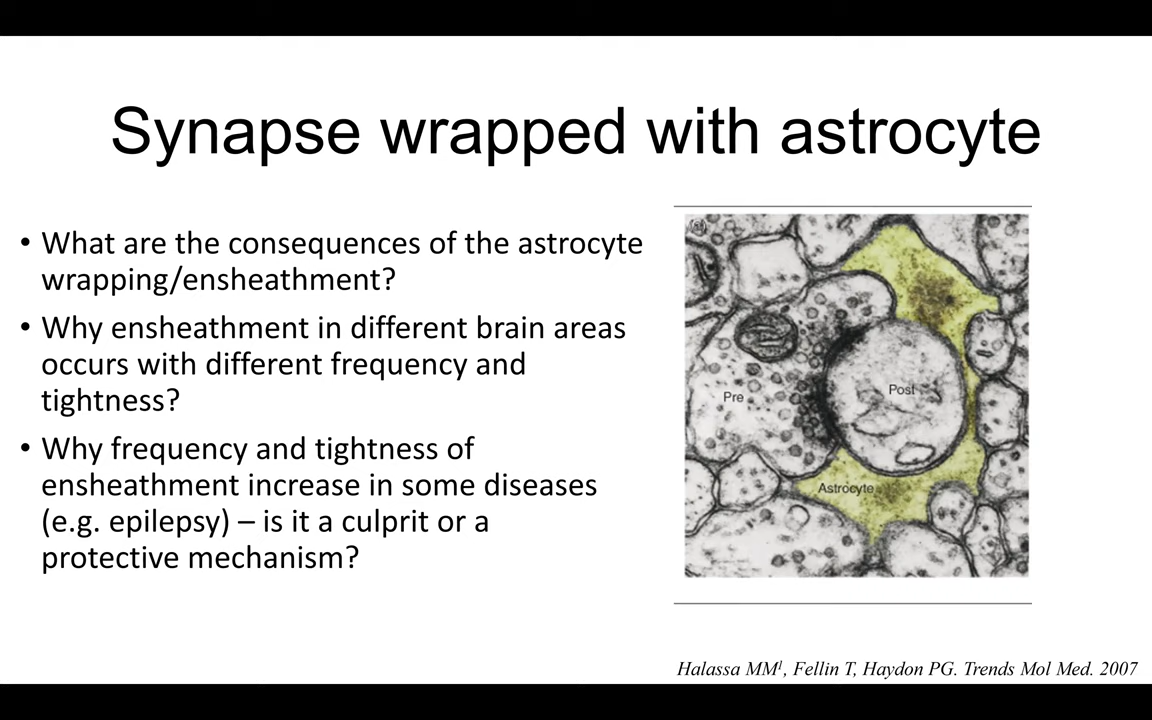 Synapse wrapped with astrocyte
• What are the consequences of the astrocyte
wrapping/ensheathment?
• Why ensheathment in different brain areas
occurs with different frequency and
tightness?
• Why frequency and tightness of
ensheathment increase in some diseases
(e.g. epilepsy) – is it a culprit or a
protective mechanism?
Pre
Post
Astrocyte
Halassa MM¹, Fellin T, Haydon PG. Trends Mol Med. 2007